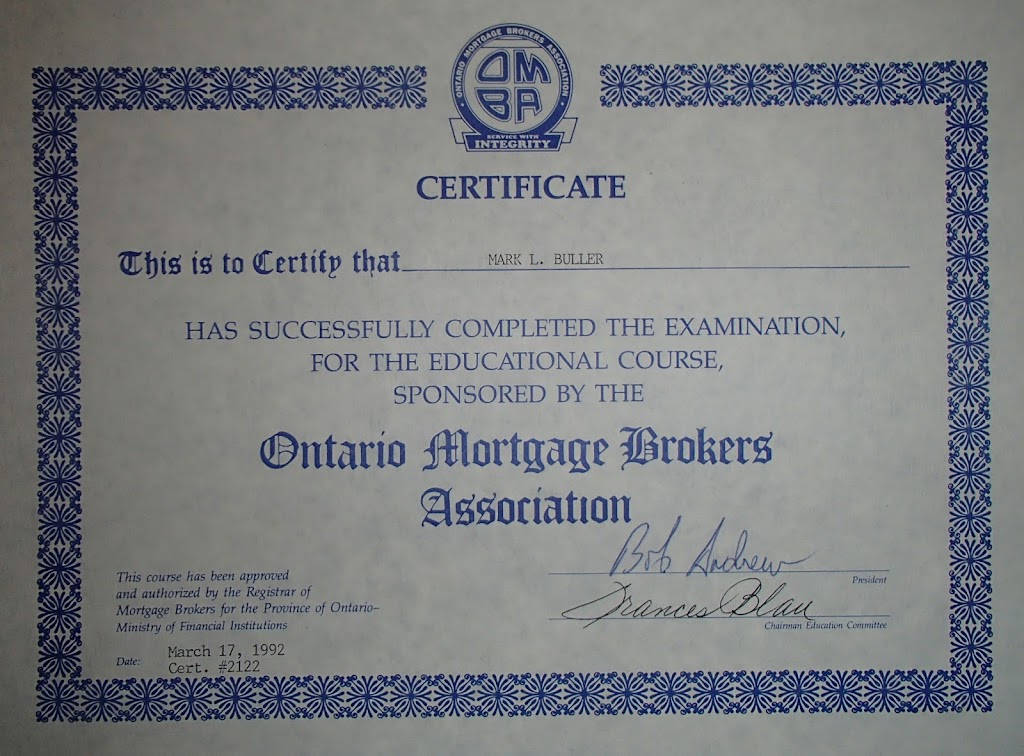 ONTARIO MORTGAGE BROKERS ASSOCIATION
OMBA
SERVICE WITH
INTEGRITY
CERTIFICATE
This is to Certify that MARK L. BULLER
HAS SUCCESSFULLY COMPLETED THE EXAMINATION,
FOR THE EDUCATIONAL COURSE,
SPONSORED BY THE
Ontario Mortgage Brokers
Association
Bob Andrew
President
Frances Blau
Chairman Education Committee
This course has been approved
and authorized by the Registrar of
Mortgage Brokers for the Province of Ontario–
Ministry of Financial Institutions
Date: March 17, 1992
Cert. #2122